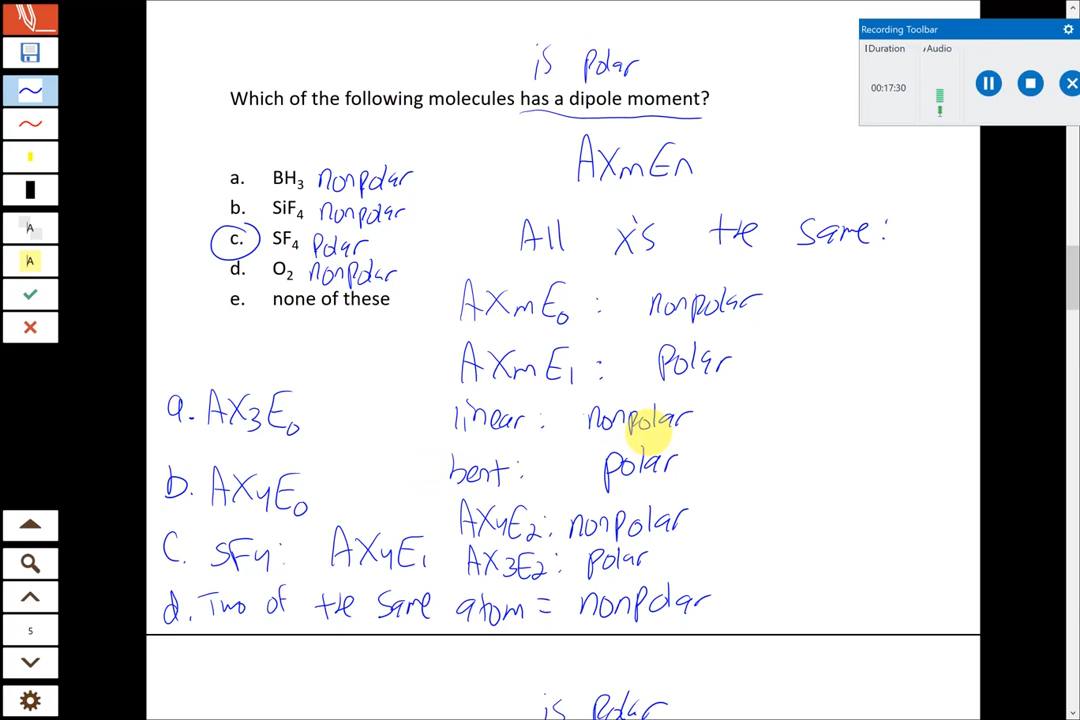 Recording Toolbar
Duration
Audio
00:17:30
is polar
Which of the following molecules has a dipole moment?
AXmEn
a. BH3 nonpolar
b. SiF4 nonpolar
c. SF4 polar
d. O2 nonpolar
e. none of these
All x's the same:
AXmE0: nonpolar
AXmE1: polar
linear: nonpolar
bent: polar
AX4E2: nonpolar
AX3E2: polar
a. AX3E0
b. AX4E0
c. SF4: AX4E1
d. Two of the same atom = nonpolar
is polar
A
A
5